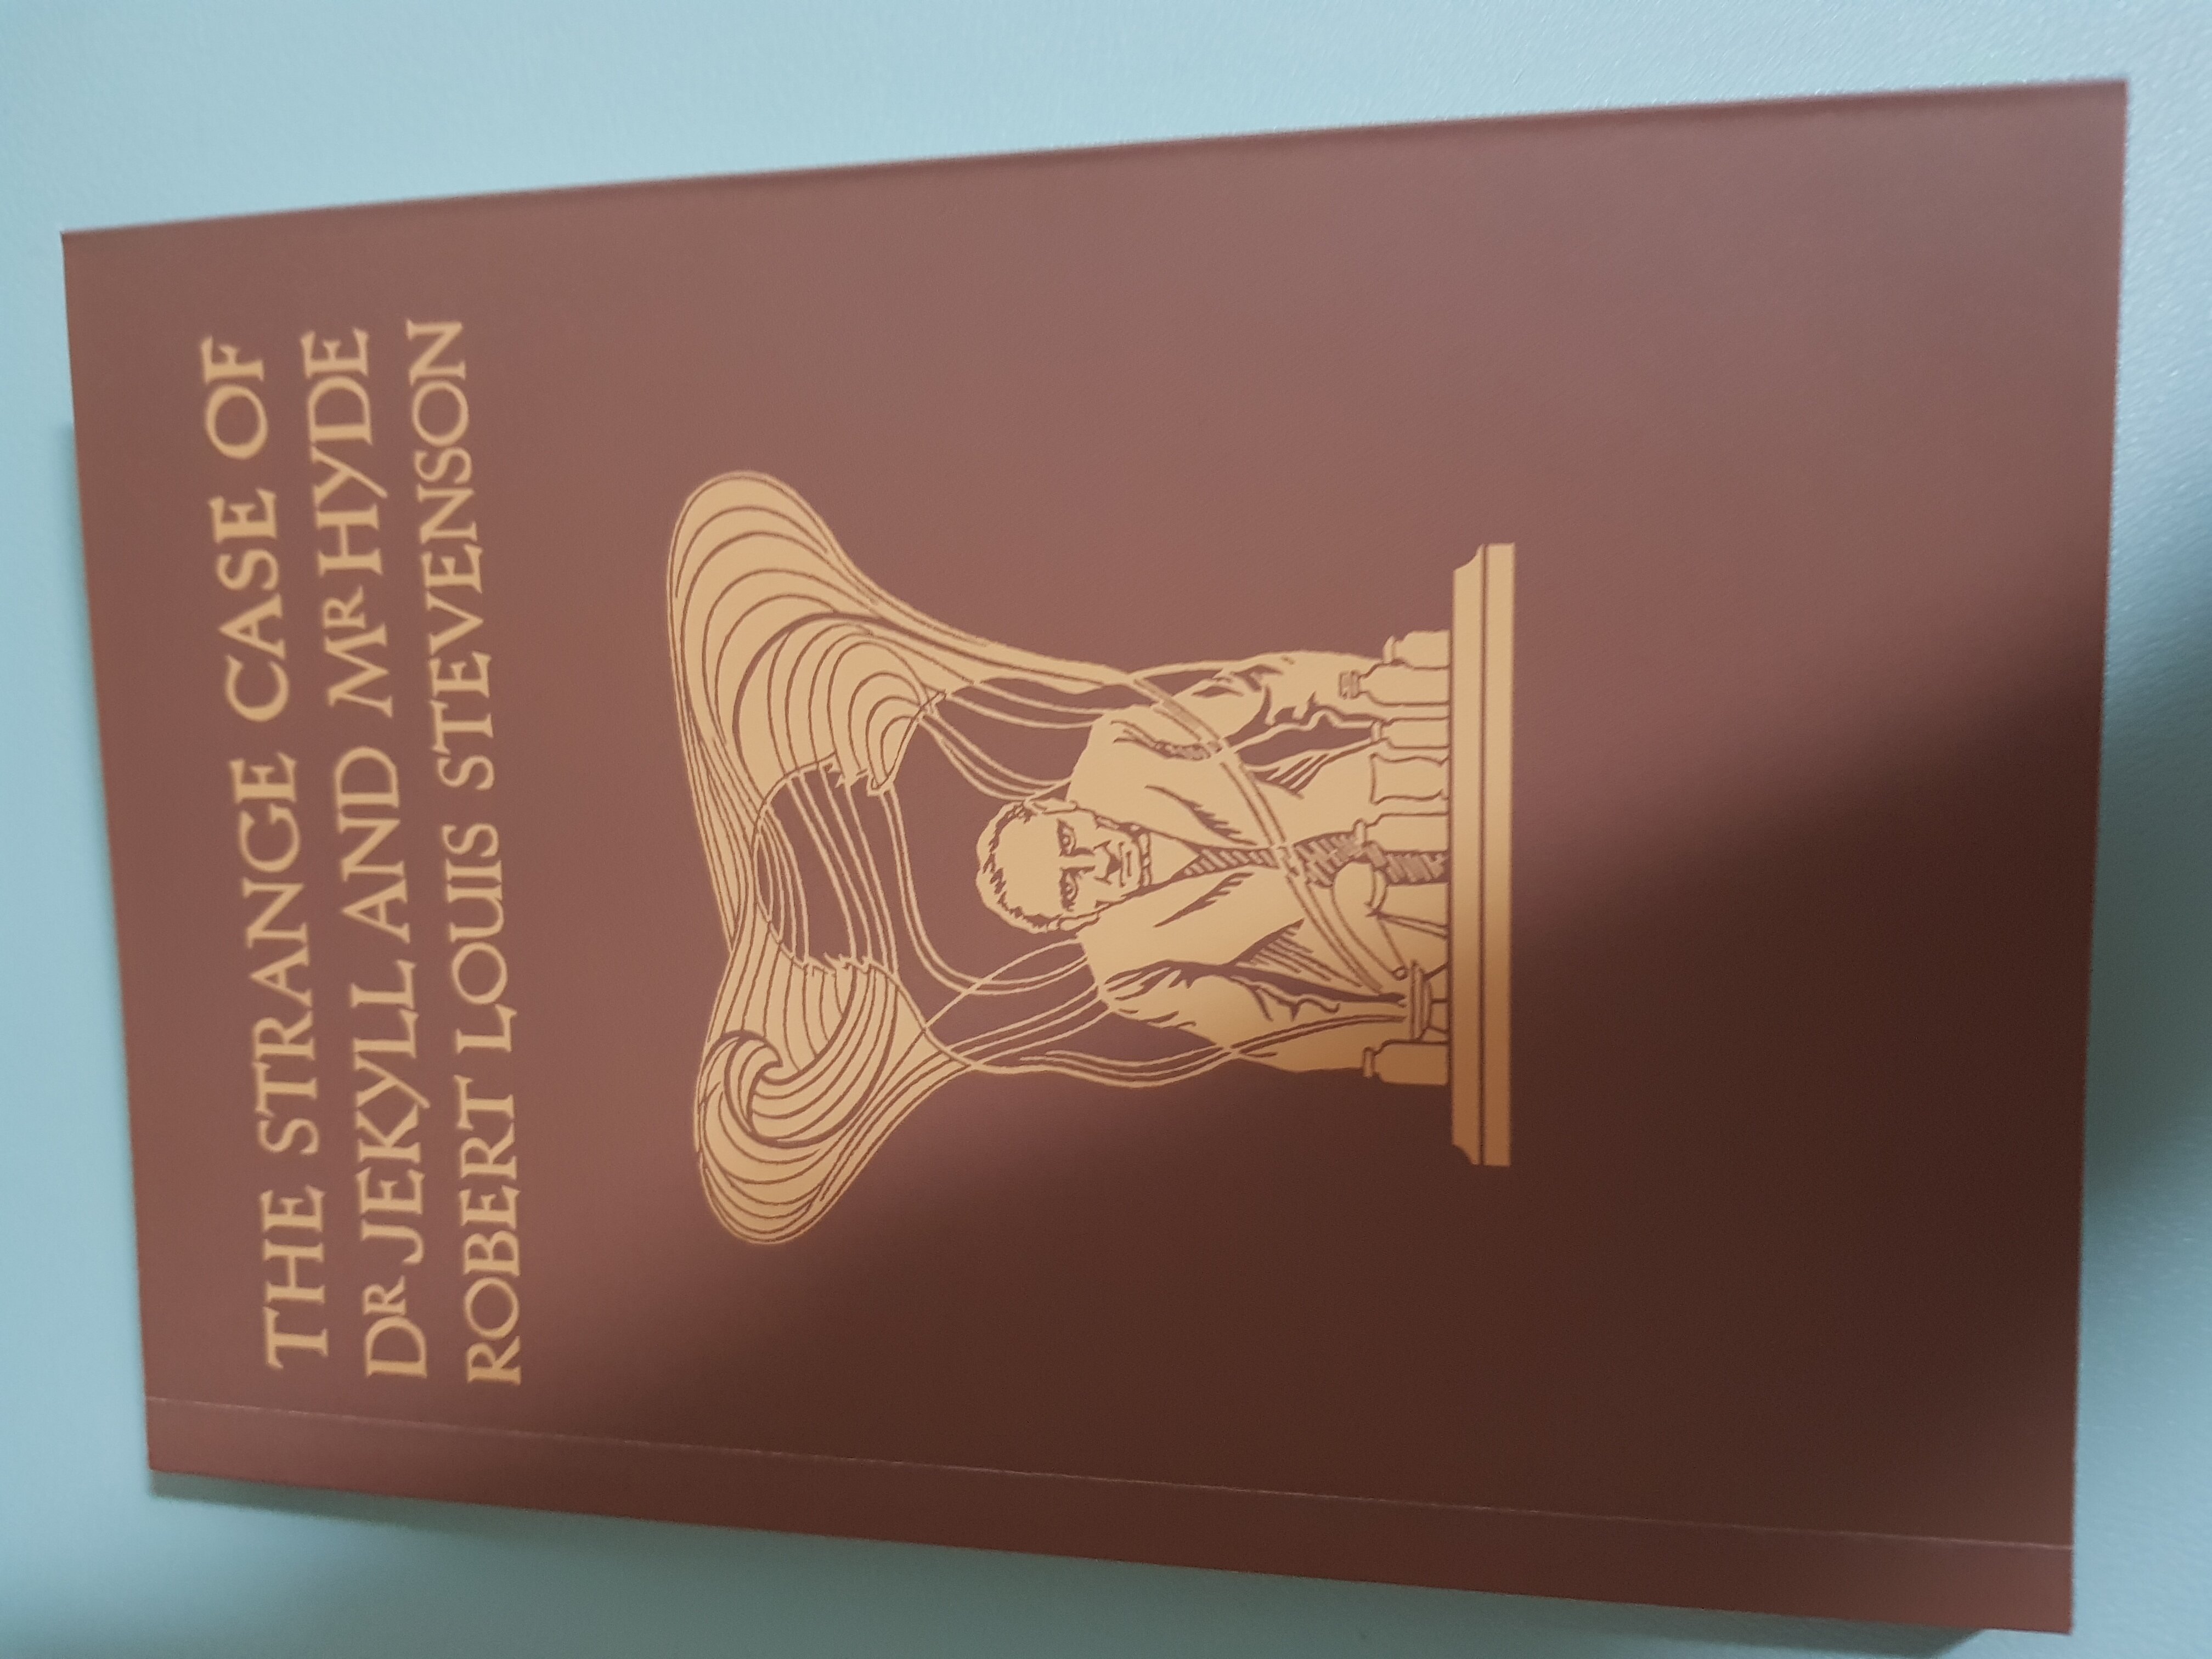 THE STRANGE CASE OF
DR JEKYLL AND MR HYDE
ROBERT LOUIS STEVENSON